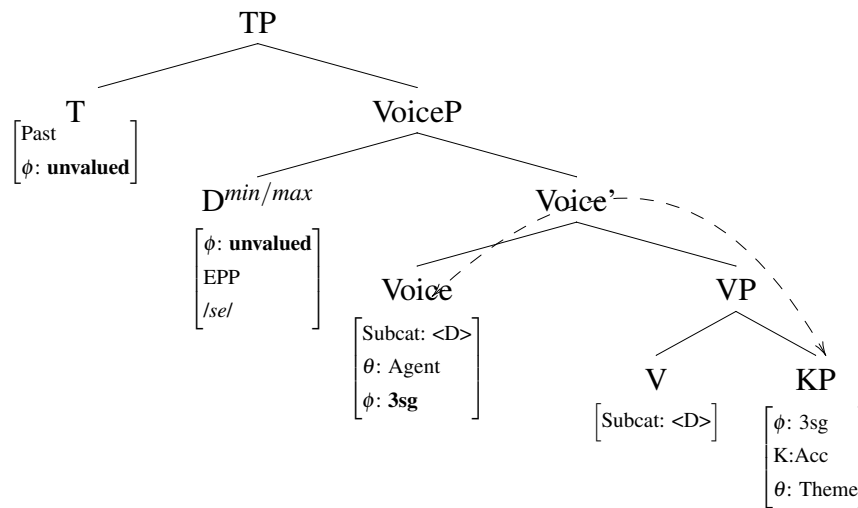 TP
T
Past
ϕ: unvalued
VoiceP
D^min/max
ϕ: unvalued
EPP
/se/
Voice’
Voice
Subcat: <D>
θ: Agent
ϕ: 3sg
VP
V
Subcat: <D>
KP
ϕ: 3sg
K:Acc
θ: Theme